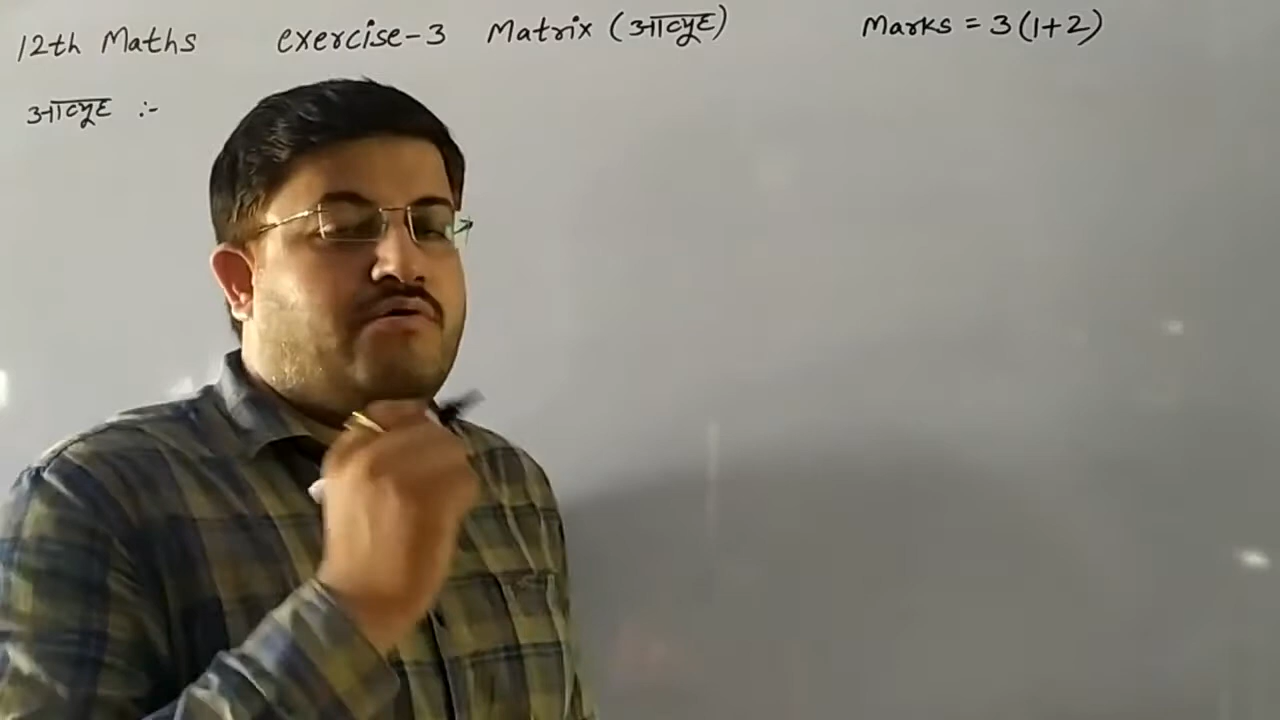 12th Maths exercise-3 Matrix (आव्यूह) Marks = 3(1+2)
आव्यूह :-